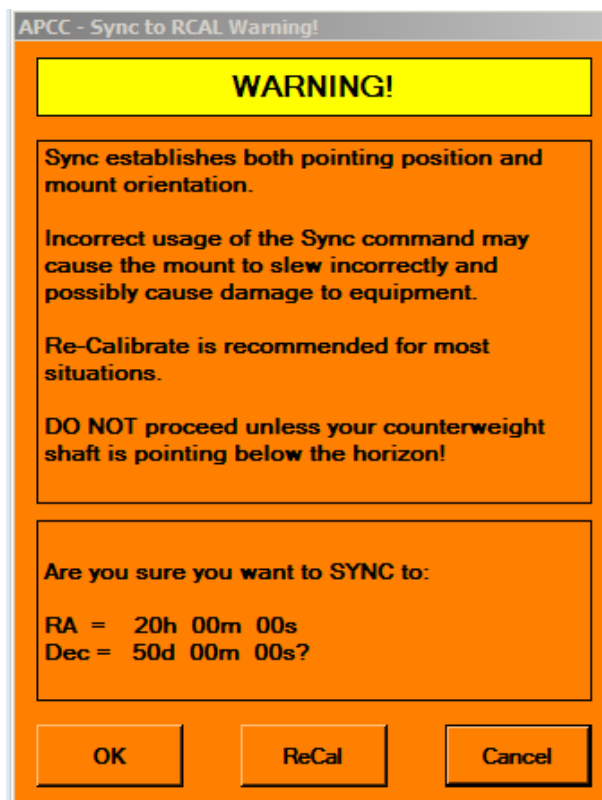 APCC - Sync to RCAL Warning!
WARNING!
Sync establishes both pointing position and
mount orientation.
Incorrect usage of the Sync command may
cause the mount to slew incorrectly and
possibly cause damage to equipment.
Re-Calibrate is recommended for most
situations.
DO NOT proceed unless your counterweight
shaft is pointing below the horizon!
Are you sure you want to SYNC to:
RA = 20h 00m 00s
Dec = 50d 00m 00s?
OK ReCal Cancel